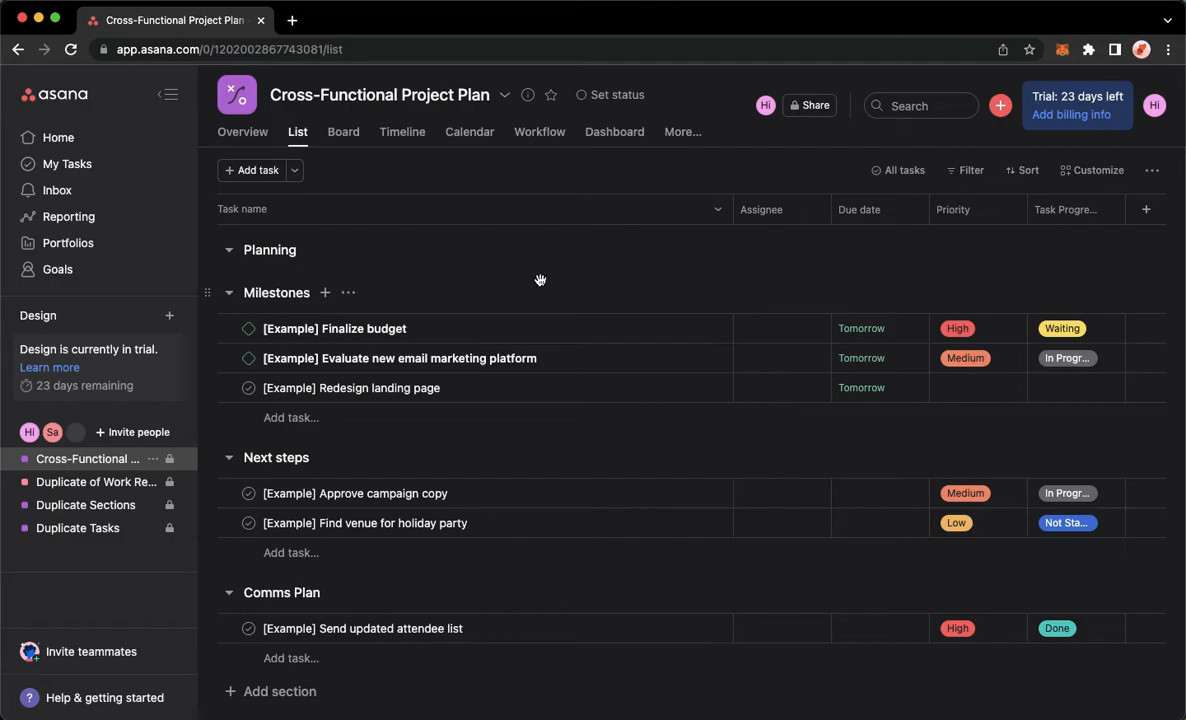 Cross-Functional Project Plan
app.asana.com/0/1202002867743081/list
asana
Home
My Tasks
Inbox
Reporting
Portfolios
Goals
Design
Design is currently in trial.
Learn more
23 days remaining
Hi Sa Invite people
Cross-Functional ...
Duplicate of Work Re...
Duplicate Sections
Duplicate Tasks
Invite teammates
? Help & getting started
Cross-Functional Project Plan Set status
Hi Share Search Trial: 23 days left
Add billing info
Hi
Overview List Board Timeline Calendar Workflow Dashboard More...
+ Add task All tasks Filter Sort Customize
Task name Assignee Due date Priority Task Progre... +
Planning
Milestones + ...
[Example] Finalize budget Tomorrow High Waiting
[Example] Evaluate new email marketing platform Tomorrow Medium In Progr...
[Example] Redesign landing page Tomorrow
Add task...
Next steps
[Example] Approve campaign copy Medium In Progr...
[Example] Find venue for holiday party Low Not Sta...
Add task...
Comms Plan
[Example] Send updated attendee list High Done
Add task...
+ Add section